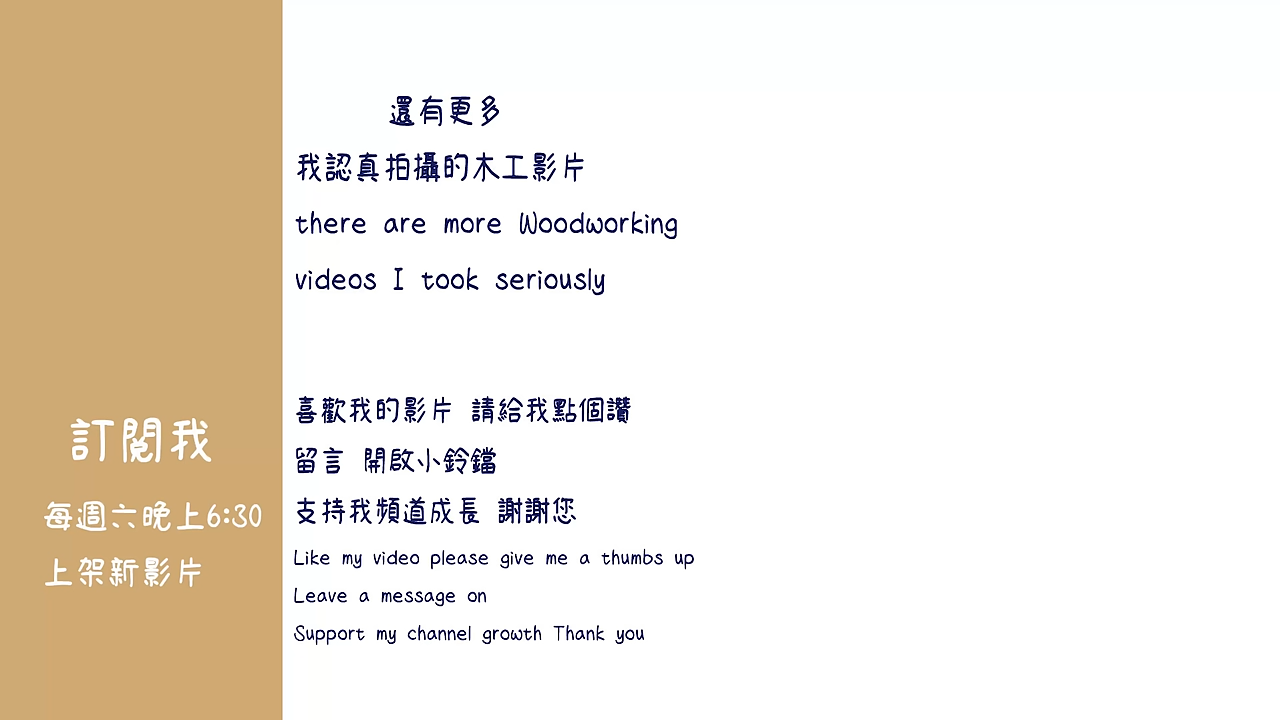 還有更多
我認真拍攝的木工影片
there are more Woodworking
videos I took seriously
喜歡我的影片 請給我點個讚
留言 開啟小鈴鐺
支持我頻道成長 謝謝您
Like my video please give me a thumbs up
Leave a message on
Support my channel growth Thank you
訂閱我
每週六晚上6:30
上架新影片